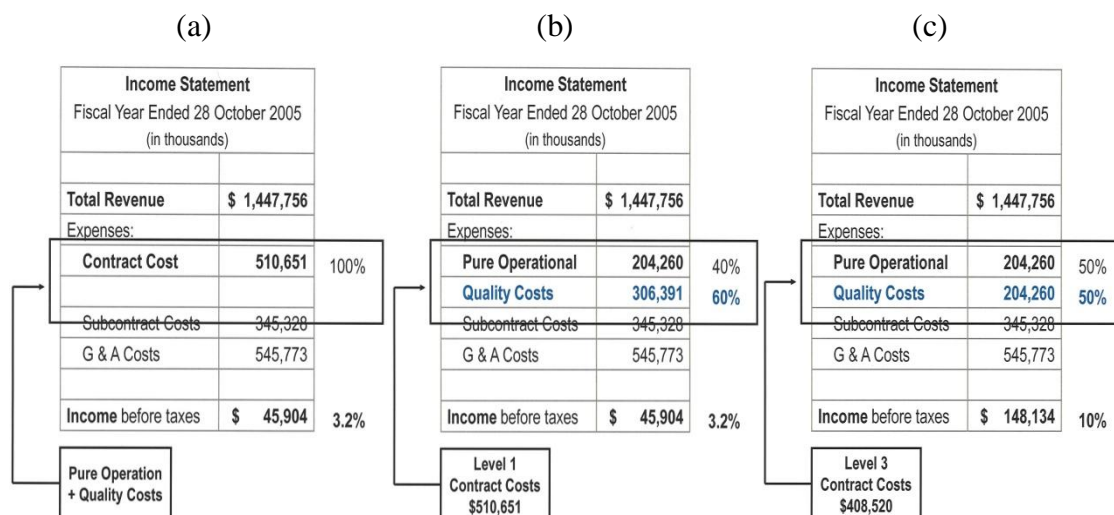 (a)
Income Statement
Fiscal Year Ended 28 October 2005
(in thousands)
Total Revenue $ 1,447,756
Expenses:
Contract Cost 510,651 100%
Subcontract Costs 345,328
G & A Costs 545,773
Income before taxes $ 45,904 3.2%
Pure Operation
+ Quality Costs
(b)
Income Statement
Fiscal Year Ended 28 October 2005
(in thousands)
Total Revenue $ 1,447,756
Expenses:
Pure Operational 204,260 40%
Quality Costs 306,391 60%
Subcontract Costs 345,328
G & A Costs 545,773
Income before taxes $ 45,904 3.2%
Level 1
Contract Costs
$510,651
(c)
Income Statement
Fiscal Year Ended 28 October 2005
(in thousands)
Total Revenue $ 1,447,756
Expenses:
Pure Operational 204,260 50%
Quality Costs 204,260 50%
Subcontract Costs 345,328
G & A Costs 545,773
Income before taxes $ 148,134 10%
Level 3
Contract Costs
$408,520